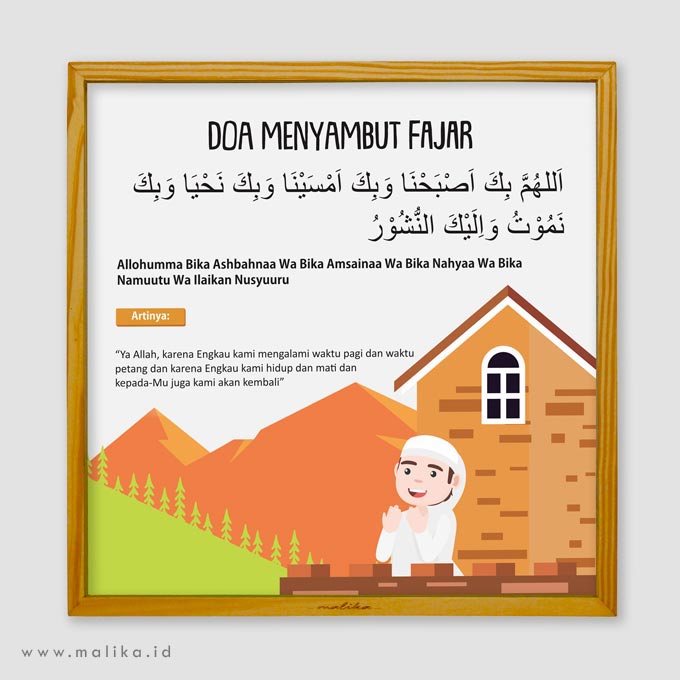 DOA MENYAMBUT FAJAR
اَللهُمَّ بِكَ اَصْبَحْنَا وَبِكَ اَمْسَيْنَا وَبِكَ نَحْيَا وَبِكَ
نَمُوْتُ وَاِلَيْكَ النُّشُوْرُ
Allohumma Bika Ashbahnaa Wa Bika Amsainaa Wa Bika Nahyaa Wa Bika
Namuutu Wa Ilaikan Nusyuuru
Artinya:
“Ya Allah, karena Engkau kami mengalami waktu pagi dan waktu
petang dan karena Engkau kami hidup dan mati dan
kepada-Mu juga kami akan kembali”
malika
www.malika.id